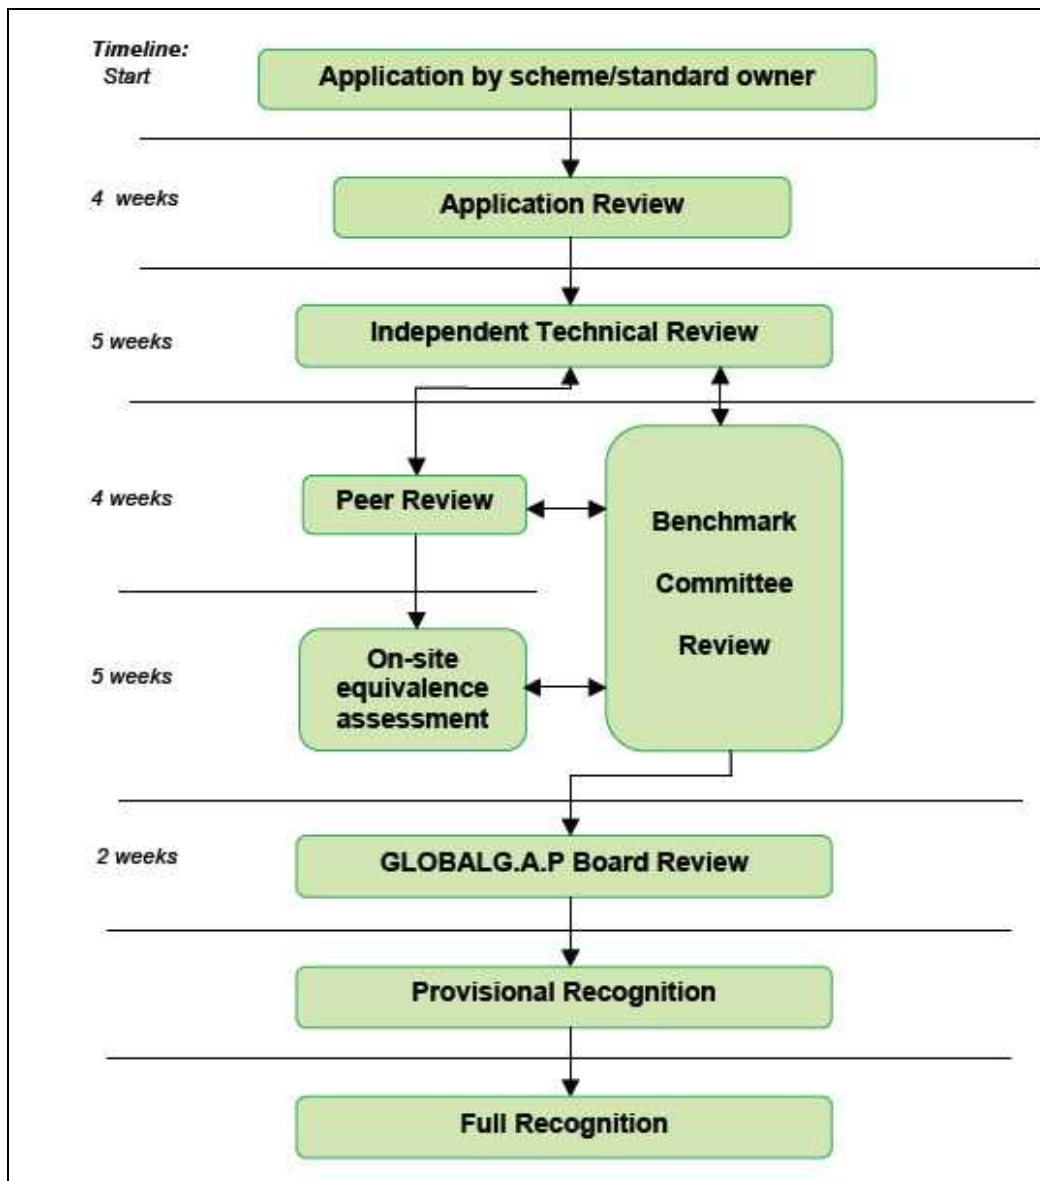 Timeline:
Start
Application by scheme/standard owner
4 weeks
Application Review
5 weeks
Independent Technical Review
4 weeks
Peer Review
Benchmark
Committee
Review
5 weeks
On-site
equivalence
assessment
2 weeks
GLOBALG.A.P Board Review
Provisional Recognition
Full Recognition